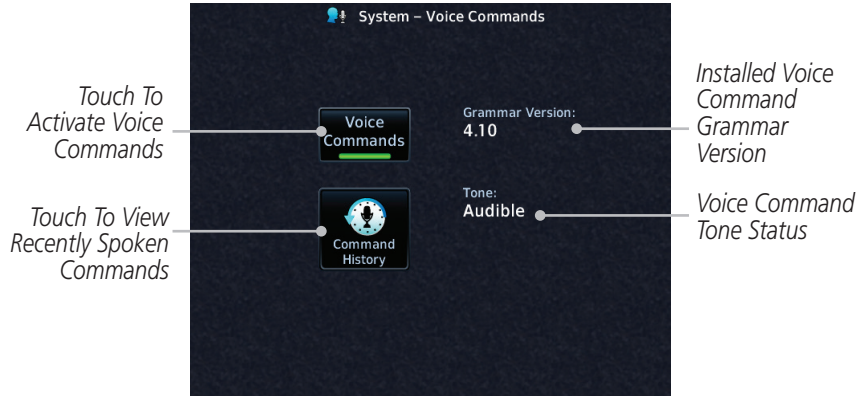 System – Voice Commands
Touch To
Activate Voice
Commands
Voice
Commands
Grammar Version:
4.10
Installed Voice
Command
Grammar
Version
Touch To View
Recently Spoken
Commands
Command
History
Tone:
Audible
Voice Command
Tone Status